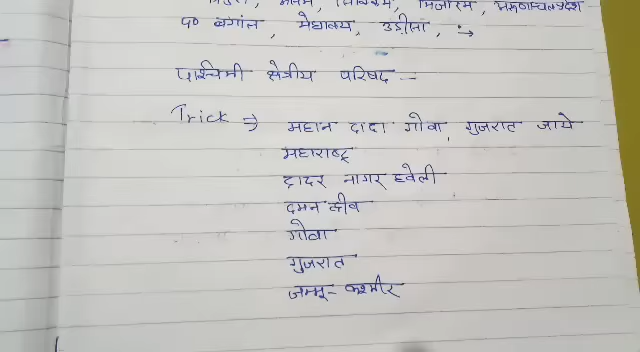 त्रिपुरा, असम, सिक्किम, मिजोरम, अरुणाचलप्रदेश
प० बगांल, मेघालय, उड़ीसा,
पाश्चिमी क्षेत्रीय परिषद –
Trick ⇒ महान दादा गोवा, गुजरात जाये
महाराष्ट्र
दादर नागर हवेली
दमन दीव
गोवा
गुजरात
जम्मू- कश्मीर